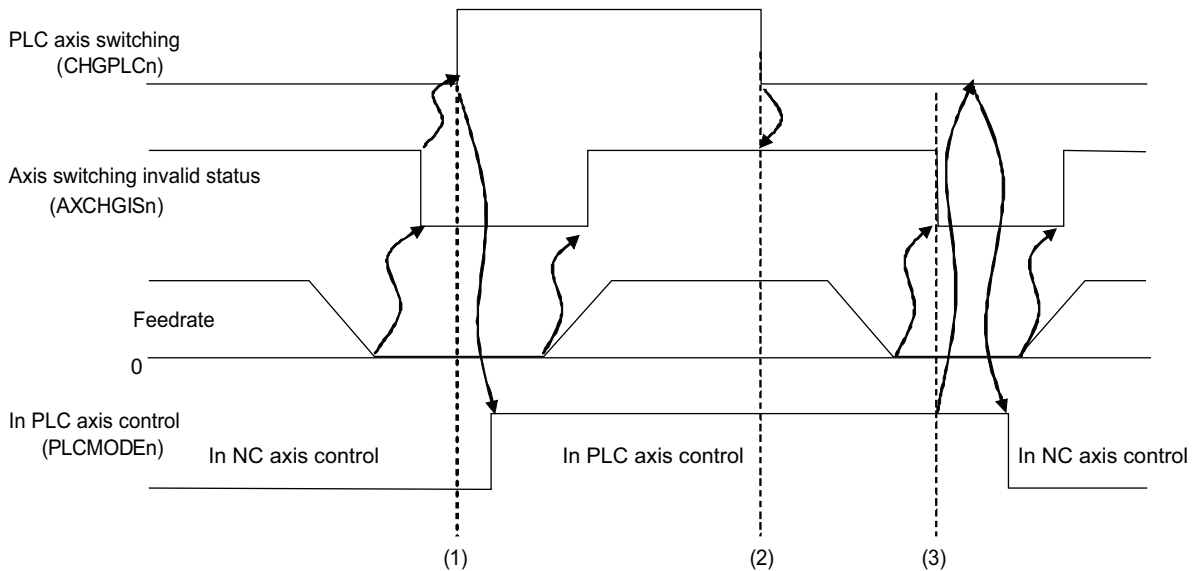 PLC axis switching
(CHGPLCn)
Axis switching invalid status
(AXCHGISn)
Feedrate
0
In PLC axis control
(PLCMODEn)
In NC axis control
In PLC axis control
In NC axis control
(1)
(2)
(3)